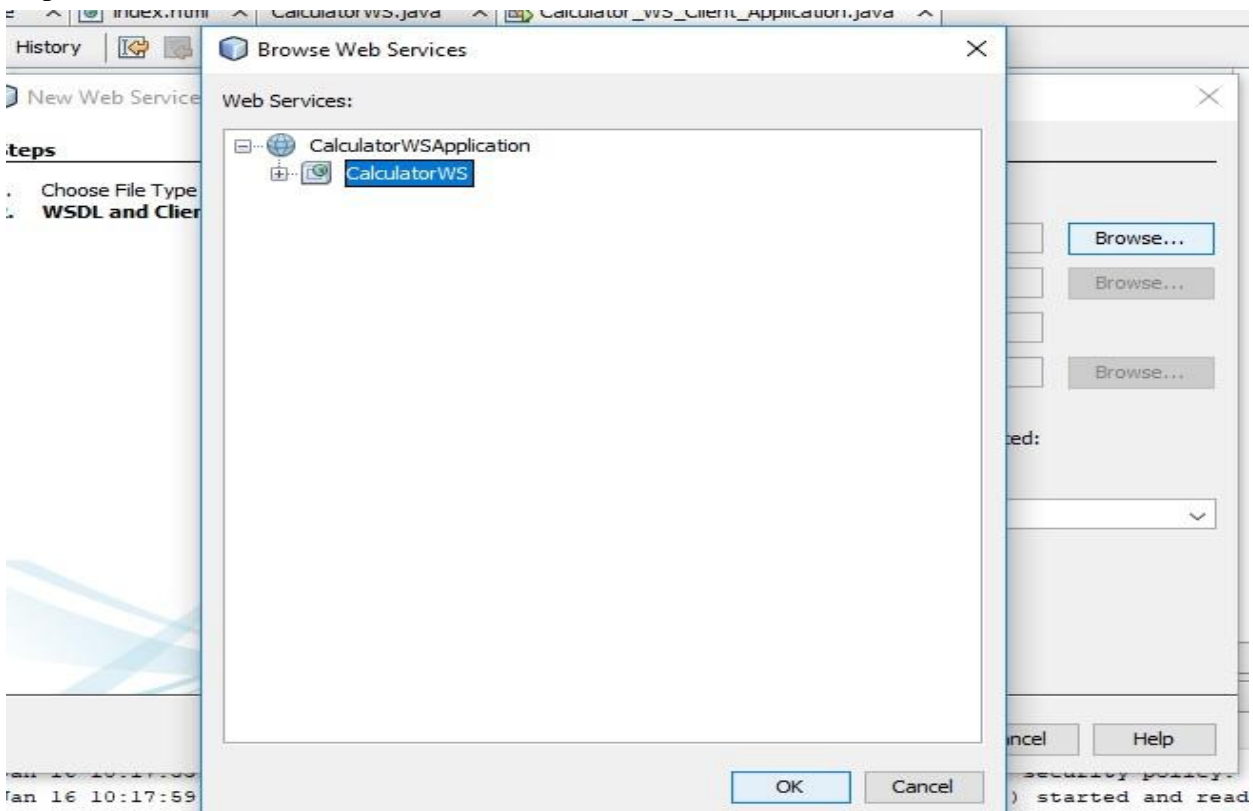 index.html CalculatorWS.java Calculator_WS_Client_Application.java
History
Browse Web Services
New Web Service
Web Services:
Steps
CalculatorWSApplication
CalculatorWS
Choose File Type
WSDL and Clien
Browse...
Browse...
Browse...
ted:
ncel
Help
security policy.
OK
Cancel
Jan 16 10:17:59
) started and read